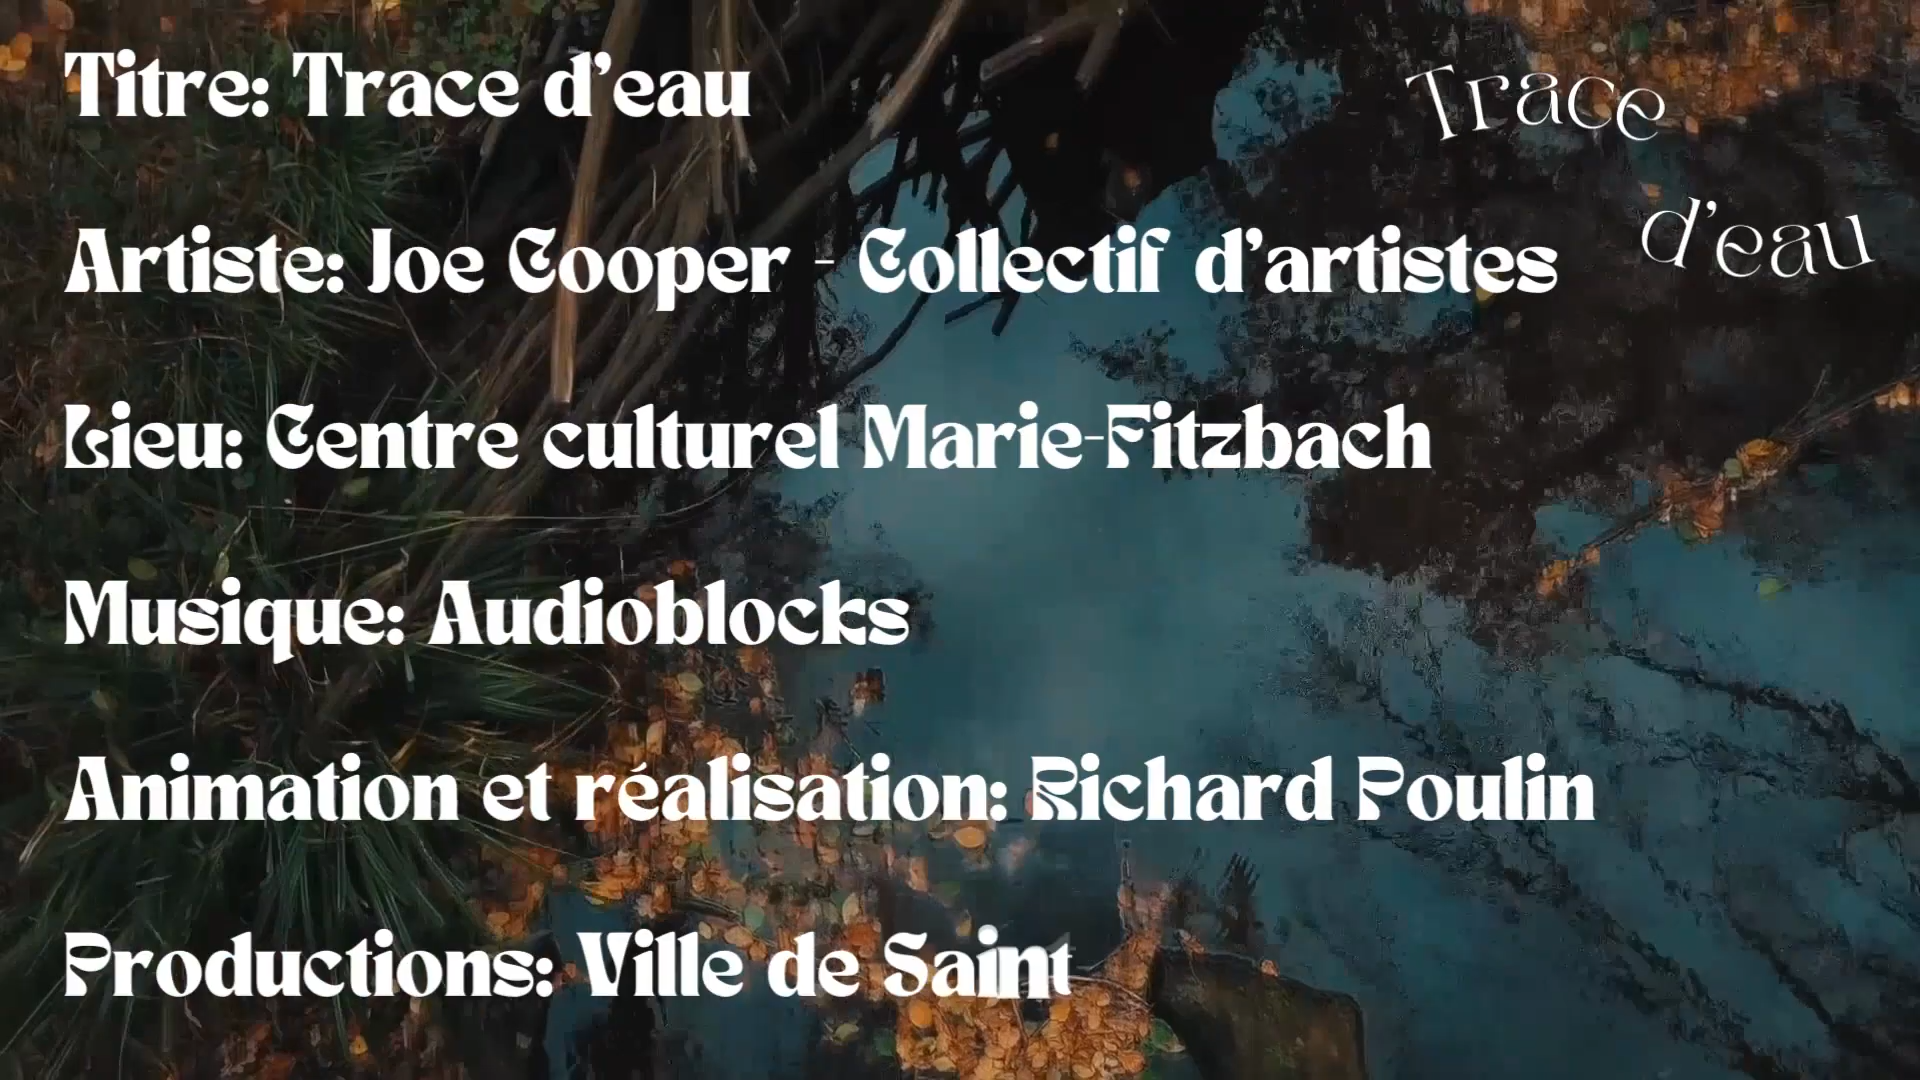 Titre: Trace d'eau
Trace
d'eau
Artiste: Joe Cooper - Collectif d'artistes
Lieu: Centre culturel Marie-Fitzbach
Musique: Audioblocks
Animation et réalisation: Richard Poulin
Productions: Ville de Saint